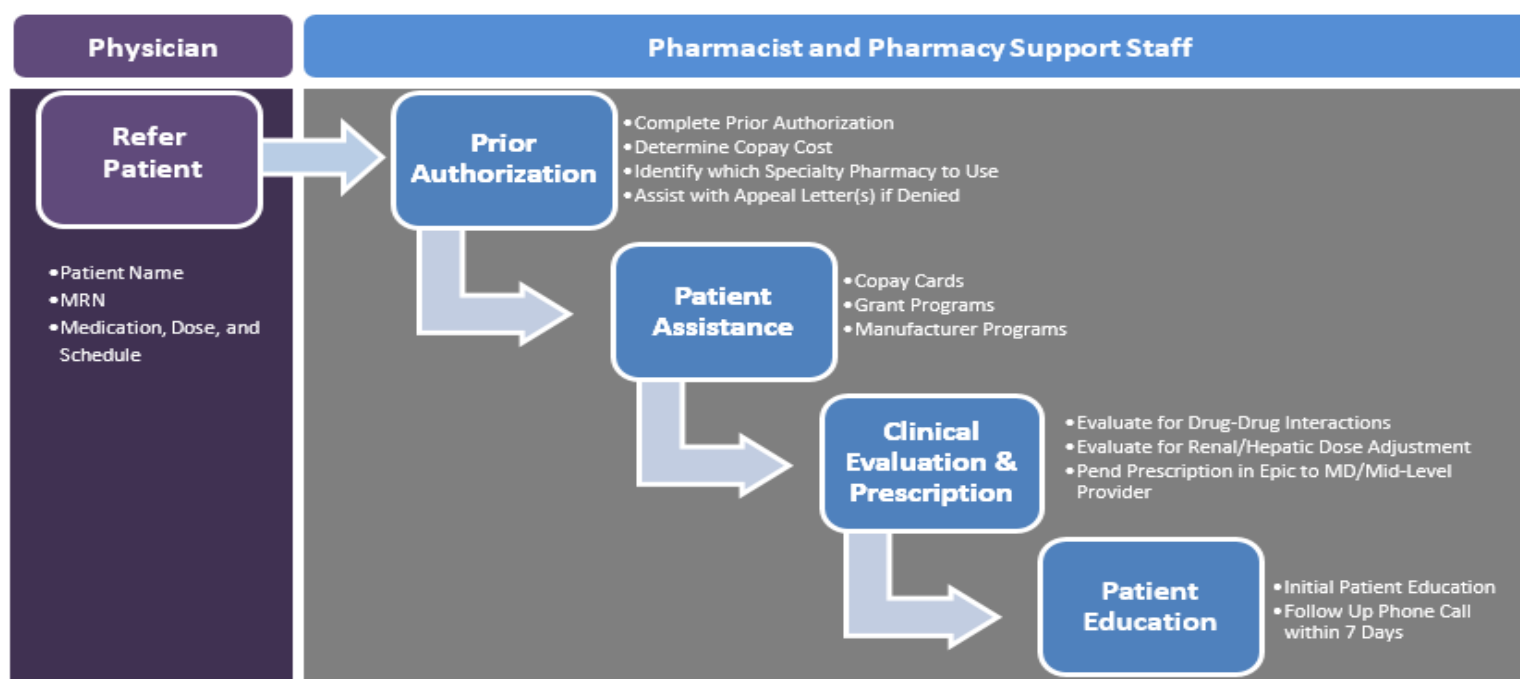 Physician
Pharmacist and Pharmacy Support Staff
Refer
Patient
•Patient Name
•MRN
•Medication, Dose, and
Schedule
Prior
Authorization
•Complete Prior Authorization
•Determine Copay Cost
•Identify which Specialty Pharmacy to Use
•Assist with Appeal Letter(s) if Denied
Patient
Assistance
•Copay Cards
•Grant Programs
•Manufacturer Programs
Clinical
Evaluation &
Prescription
•Evaluate for Drug-Drug Interactions
•Evaluate for Renal/Hepatic Dose Adjustment
•Pend Prescription in Epic to MD/Mid-Level
Provider
Patient
Education
•Initial Patient Education
•Follow Up Phone Call
within 7 Days